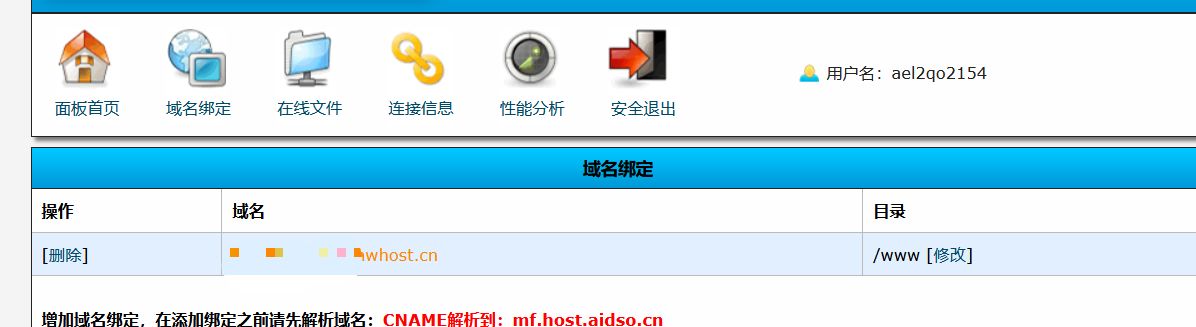 面板首页 域名绑定 在线文件 连接信息 性能分析 安全退出 用户名：ael2qo2154
域名绑定
操作 域名 目录
[删除] whost.cn /www [修改]
增加域名绑定，在添加绑定之前请先解析域名：CNAME解析到：mf.host.aidso.cn